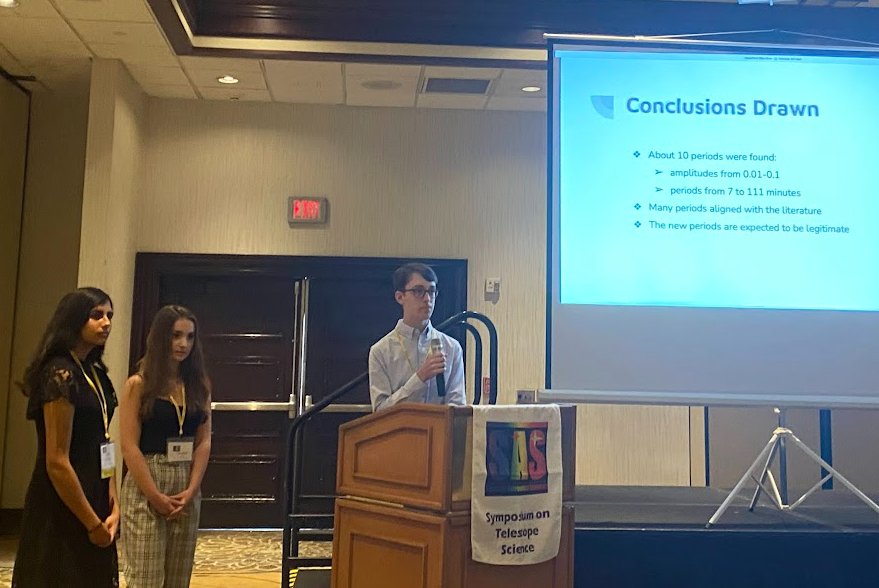 Conclusions Drawn
❖ About 10 periods were found:
➢ amplitudes from 0.01-0.1
➢ periods from 7 to 111 minutes
❖ Many periods aligned with the literature
❖ The new periods are expected to be legitimate
EXIT
SAS
Symposium on
Telescope
Science